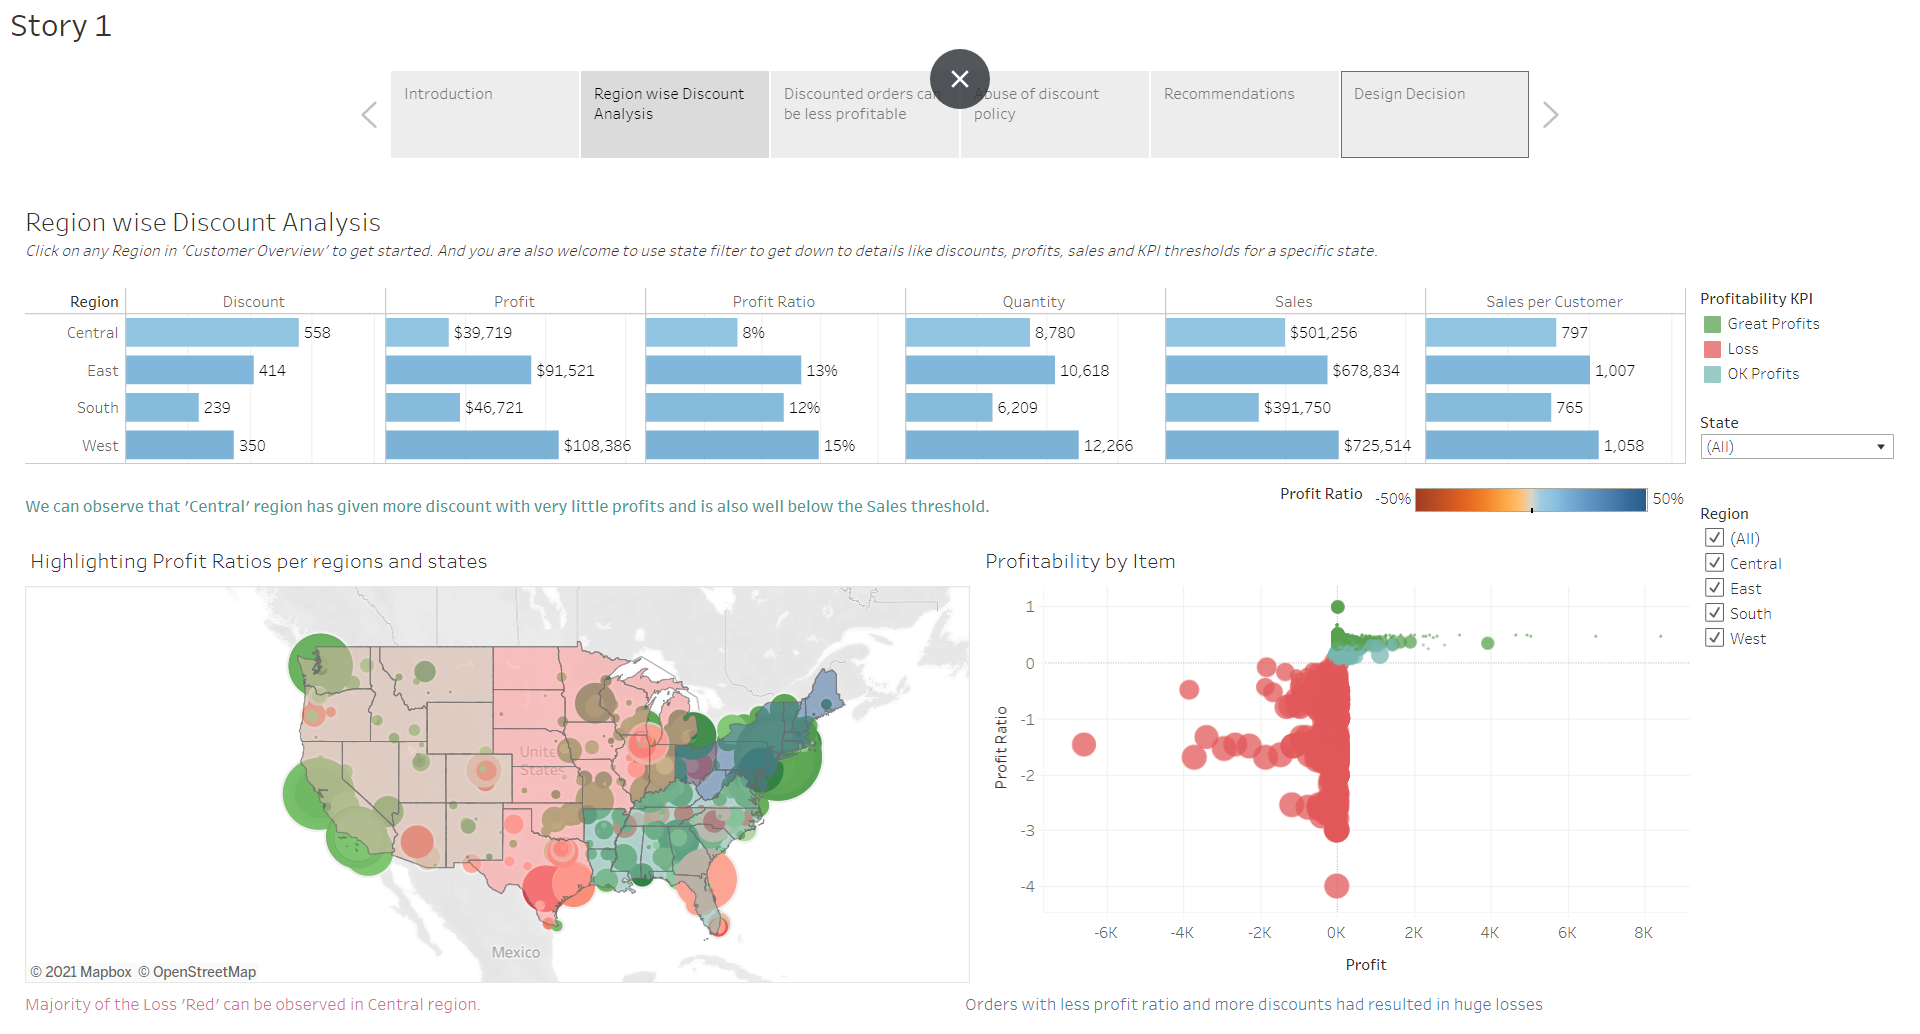 Story 1
Introduction
Region wise Discount
Analysis
Discounted orders can
be less profitable
Abuse of discount
policy
Recommendations
Design Decision
Region wise Discount Analysis
Click on any Region in 'Customer Overview' to get started. And you are also welcome to use state filter to get down to details like discounts, profits, sales and KPI thresholds for a specific state.
Region Discount Profit Profit Ratio Quantity Sales Sales per Customer
Central 558 $39,719 8% 8,780 $501,256 797
East 414 $91,521 13% 10,618 $678,834 1,007
South 239 $46,721 12% 6,209 $391,750 765
West 350 $108,386 15% 12,266 $725,514 1,058
Profitability KPI
Great Profits
Loss
OK Profits
State
(All)
We can observe that 'Central' region has given more discount with very little profits and is also well below the Sales threshold.
Profit Ratio -50% 50%
Region
(All)
Central
East
South
West
Highlighting Profit Ratios per regions and states
United
States
Mexico
© 2021 Mapbox © OpenStreetMap
Majority of the Loss 'Red' can be observed in Central region.
Profitability by Item
Profit Ratio
1
0
-1
-2
-3
-4
-6K -4K -2K 0K 2K 4K 6K 8K
Profit
Orders with less profit ratio and more discounts had resulted in huge losses